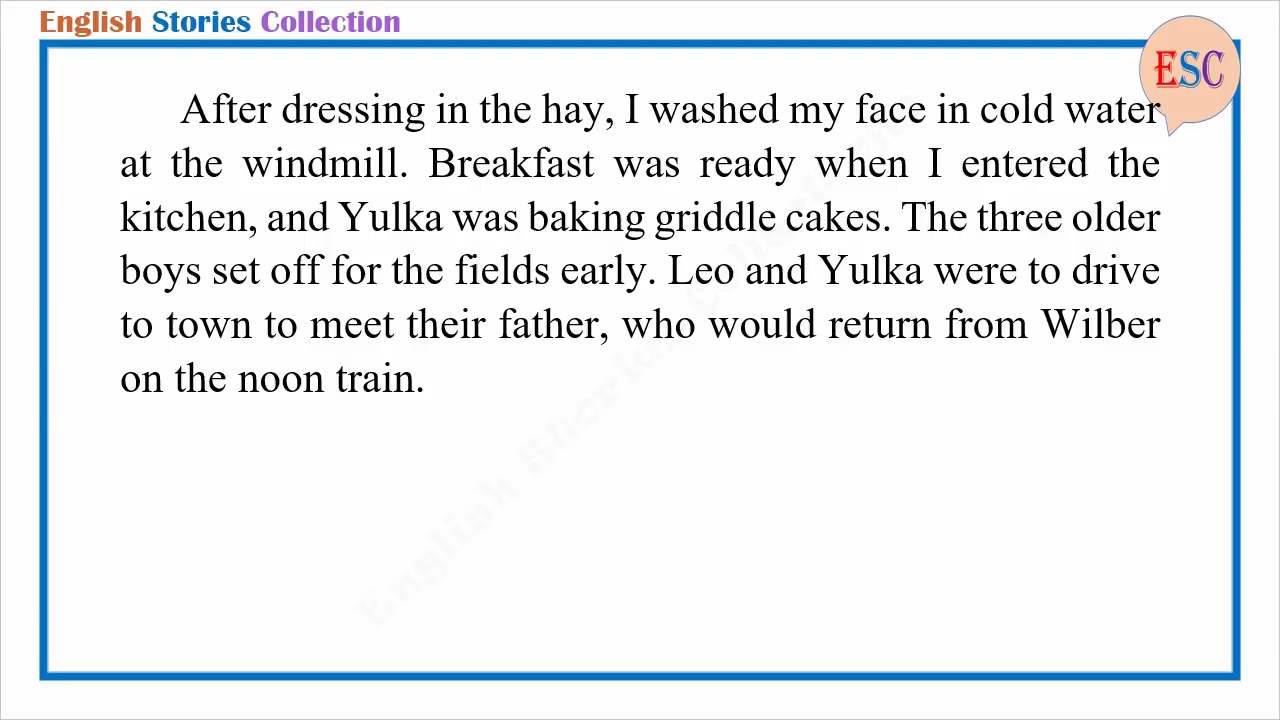 English Stories Collection
ESC
After dressing in the hay, I washed my face in cold water
at the windmill. Breakfast was ready when I entered the
kitchen, and Yulka was baking griddle cakes. The three older
boys set off for the fields early. Leo and Yulka were to drive
to town to meet their father, who would return from Wilber
on the noon train.
English Stories Collection